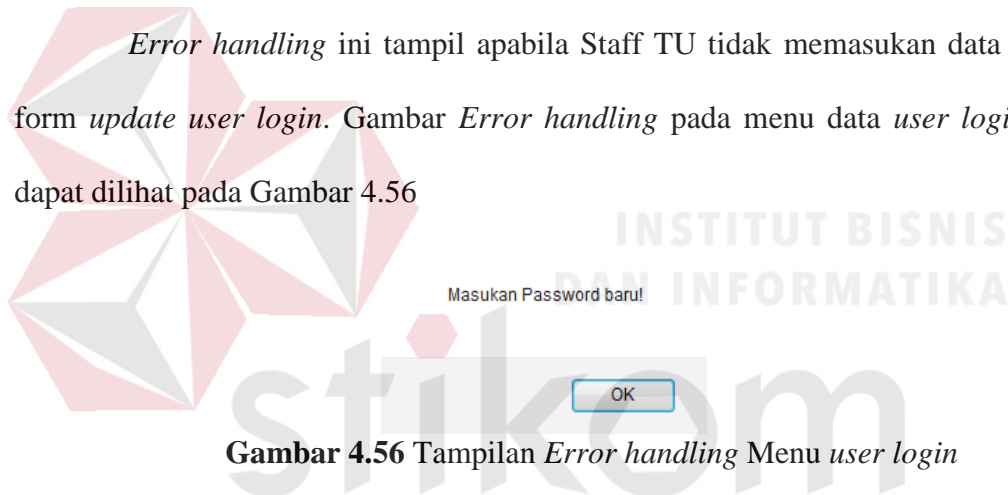 Error handling ini tampil apabila Staff TU tidak memasukan data
form update user login. Gambar Error handling pada menu data user logi
dapat dilihat pada Gambar 4.56
INSTITUT BISNIS
DAN INFORMATIKA
Masukan Password baru!
stikom
OK
Gambar 4.56 Tampilan Error handling Menu user login